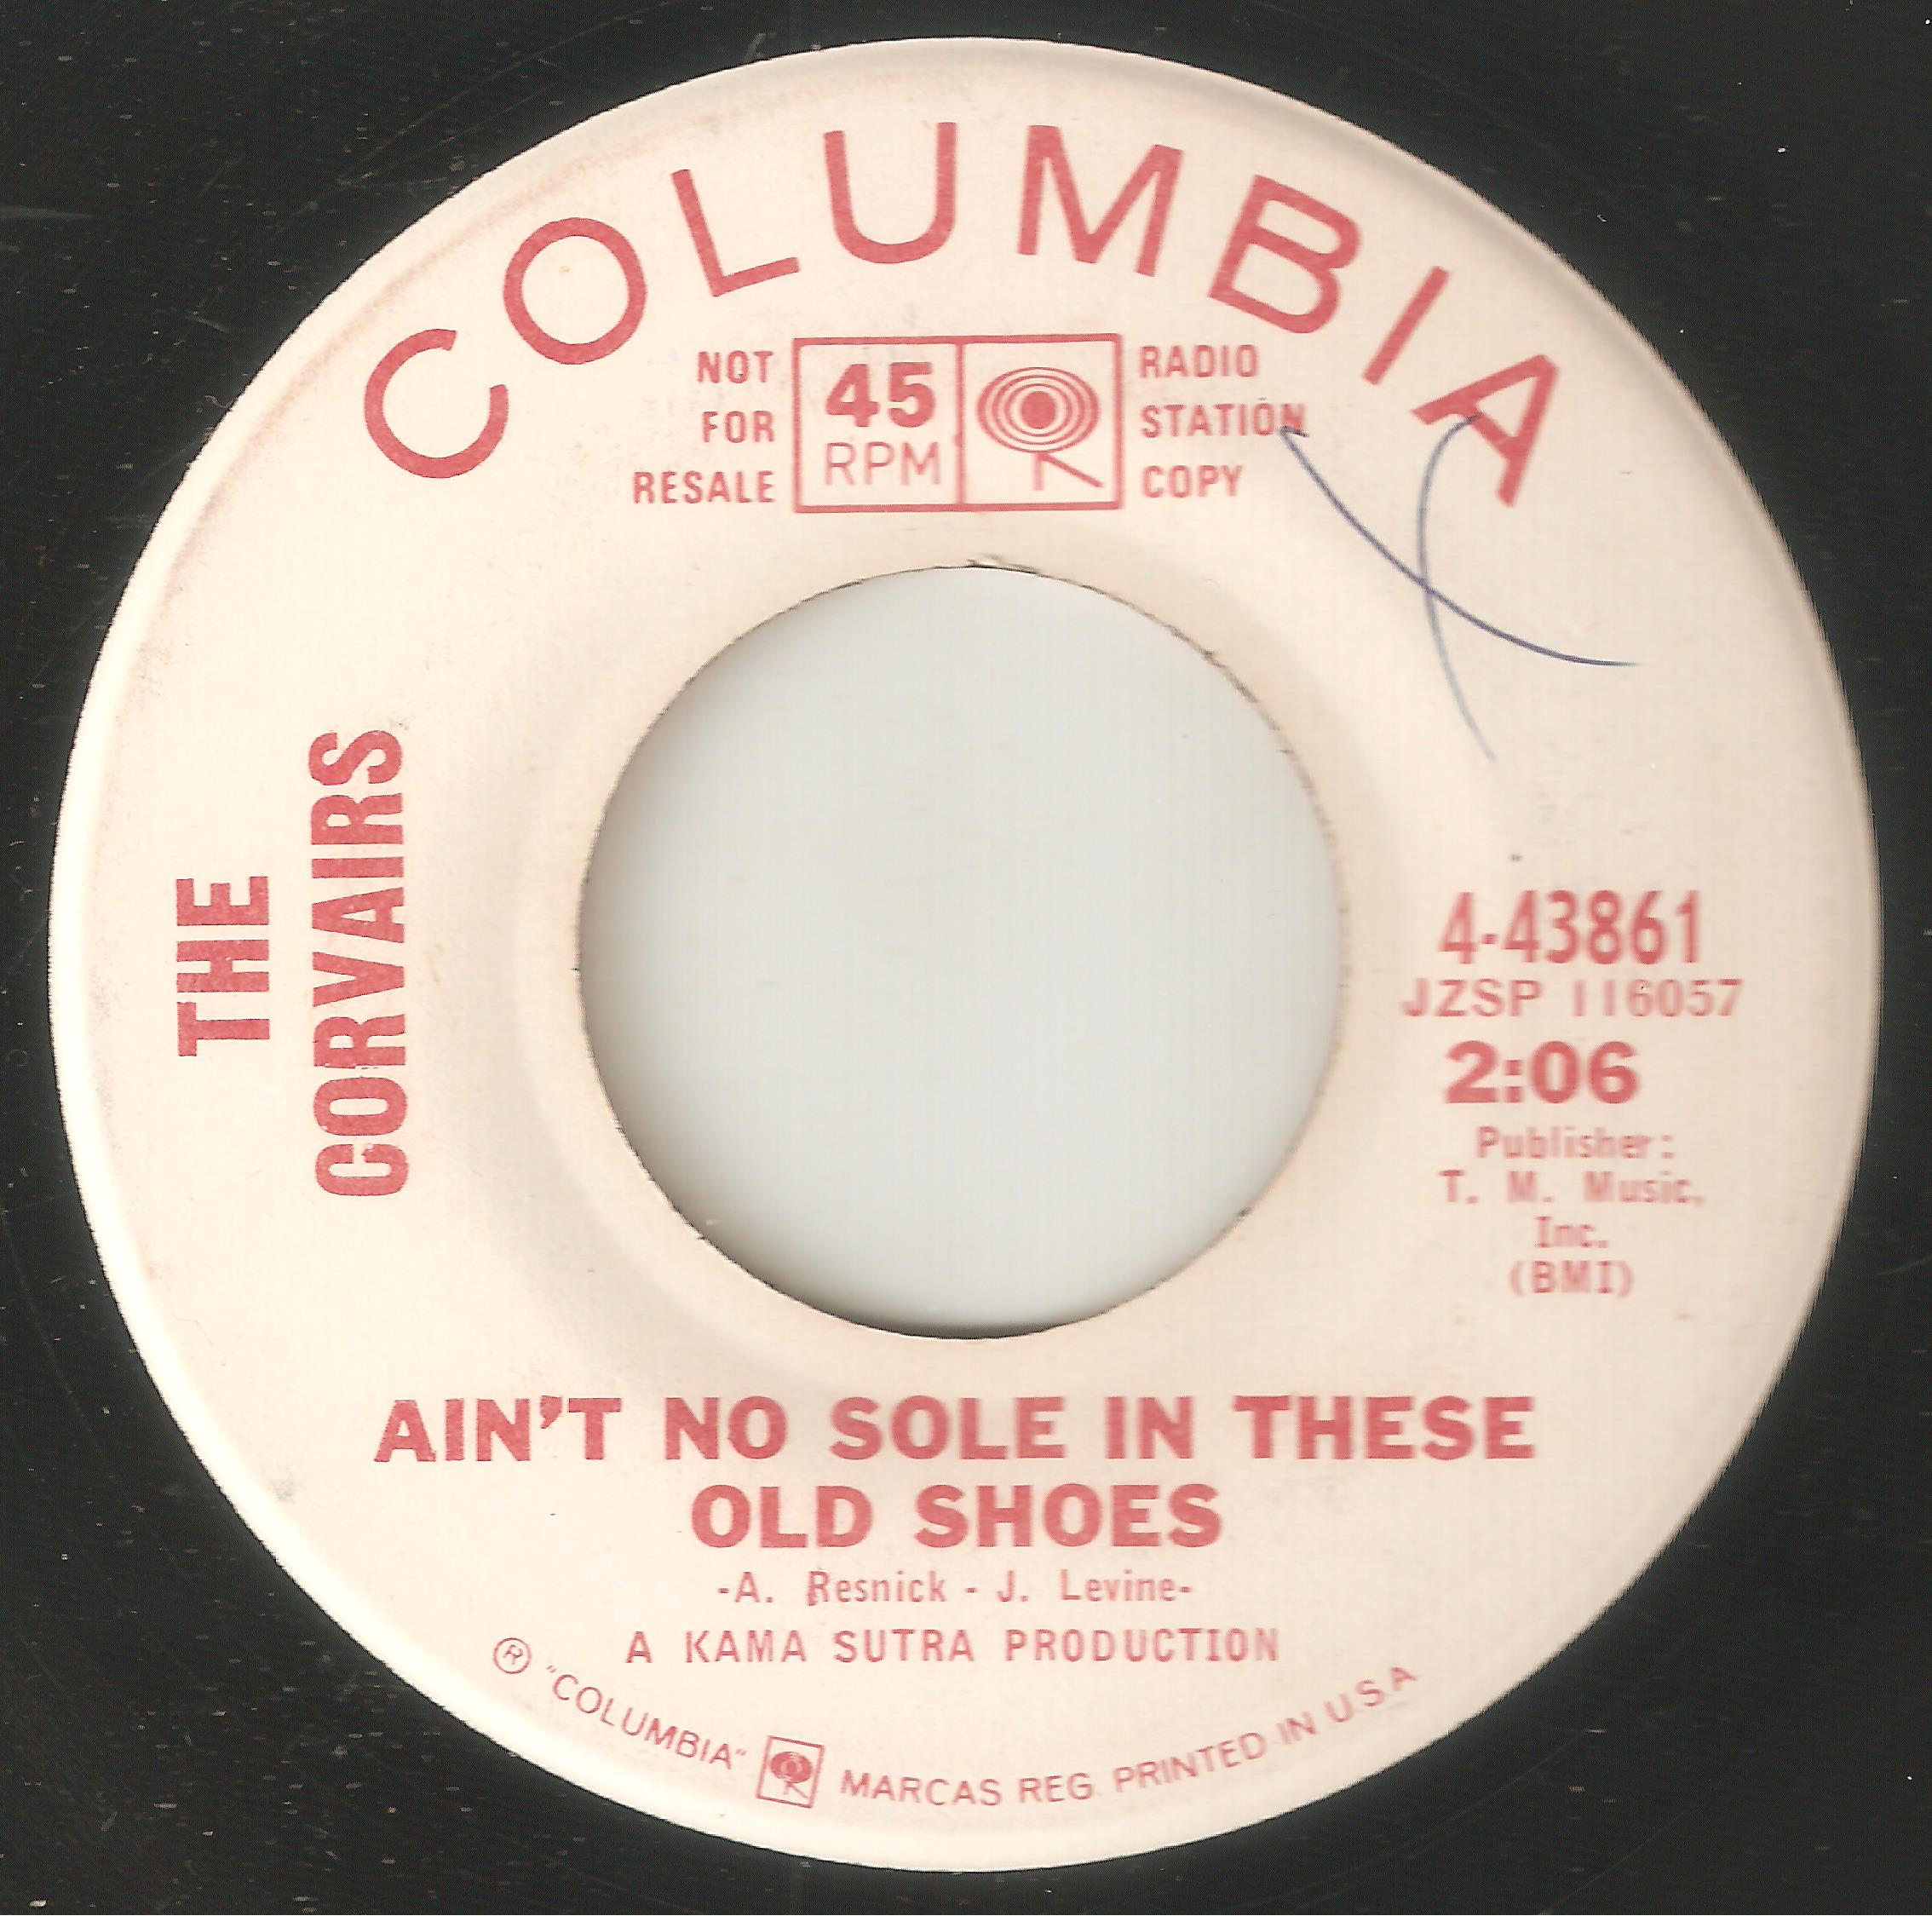 COLUMBIA
NOT
FOR
RESALE
45
RPM
RADIO
STATION
COPY
THE
CORVAIRS
4-43861
JZSP 116057
2:06
Publisher:
T. M. Music,
Inc.
(BMI)
AIN'T NO SOLE IN THESE
OLD SHOES
-A. Resnick - J. Levine-
A KAMA SUTRA PRODUCTION
® "COLUMBIA" MARCAS REG. PRINTED IN U.S.A.